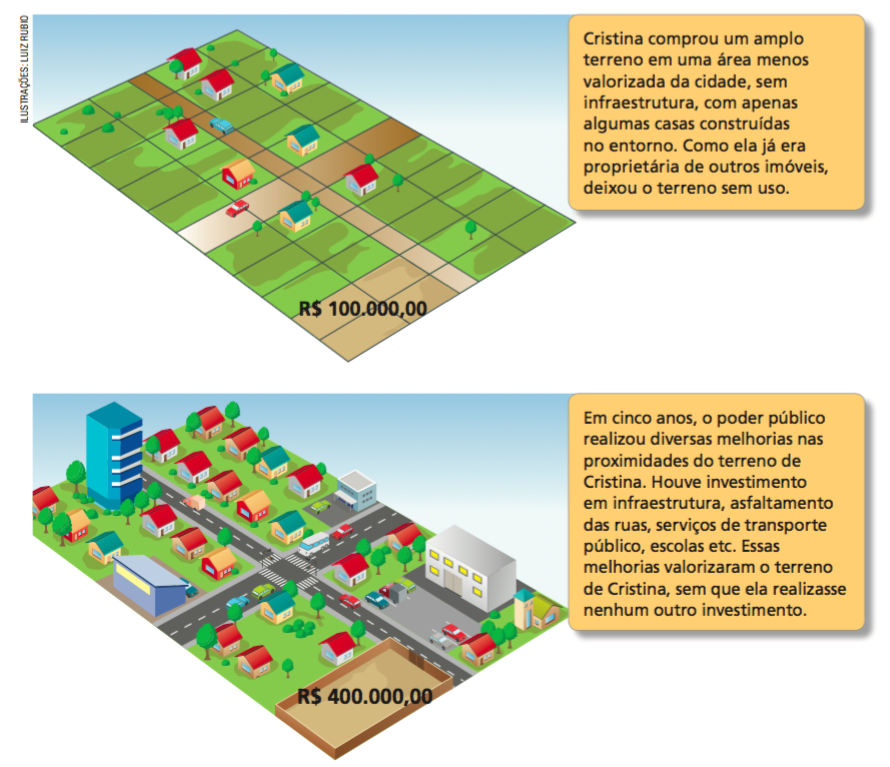 ILUSTRAÇÕES: LUIZ RUBIO
Cristina comprou um amplo
terreno em uma área menos
valorizada da cidade, sem
infraestrutura, com apenas
algumas casas construídas
no entorno. Como ela já era
proprietária de outros imóveis,
deixou o terreno sem uso.
R$ 100.000,00
Em cinco anos, o poder público
realizou diversas melhorias nas
proximidades do terreno de
Cristina. Houve investimento
em infraestrutura, asfaltamento
das ruas, serviços de transporte
público, escolas etc. Essas
melhorias valorizaram o terreno
de Cristina, sem que ela realizasse
nenhum outro investimento.
R$ 400.000,00